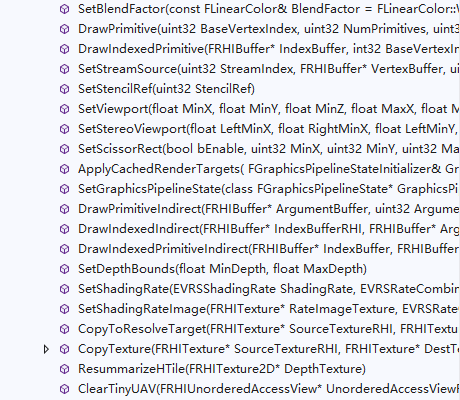 SetBlendFactor(const FLinearColor& BlendFactor = FLinearColor::
DrawPrimitive(uint32 BaseVertexIndex, uint32 NumPrimitives, uint
DrawIndexedPrimitive(FRHIBuffer* IndexBuffer, int32 BaseVertexIn
SetStreamSource(uint32 StreamIndex, FRHIBuffer* VertexBuffer, ui
SetStencilRef(uint32 StencilRef)
SetViewport(float MinX, float MinY, float MinZ, float MaxX, float M
SetStereoViewport(float LeftMinX, float RightMinX, float LeftMinY,
SetScissorRect(bool bEnable, uint32 MinX, uint32 MinY, uint32 Ma
ApplyCachedRenderTargets( FGraphicsPipelineStateInitializer& Gr
SetGraphicsPipelineState(class FGraphicsPipelineState* GraphicsPi
DrawPrimitiveIndirect(FRHIBuffer* ArgumentBuffer, uint32 Argume
DrawIndexedIndirect(FRHIBuffer* IndexBufferRHI, FRHIBuffer* Arg
DrawIndexedPrimitiveIndirect(FRHIBuffer* IndexBuffer, FRHIBuffer
SetDepthBounds(float MinDepth, float MaxDepth)
SetShadingRate(EVRSShadingRate ShadingRate, EVRSRateCombin
SetShadingRateImage(FRHITexture* RateImageTexture, EVRSRate
CopyToResolveTarget(FRHITexture* SourceTextureRHI, FRHITextu
CopyTexture(FRHITexture* SourceTextureRHI, FRHITexture* DestT
ResummarizeHTile(FRHITexture2D* DepthTexture)
ClearTinyUAV(FRHIUnorderedAccessView* UnorderedAccessView